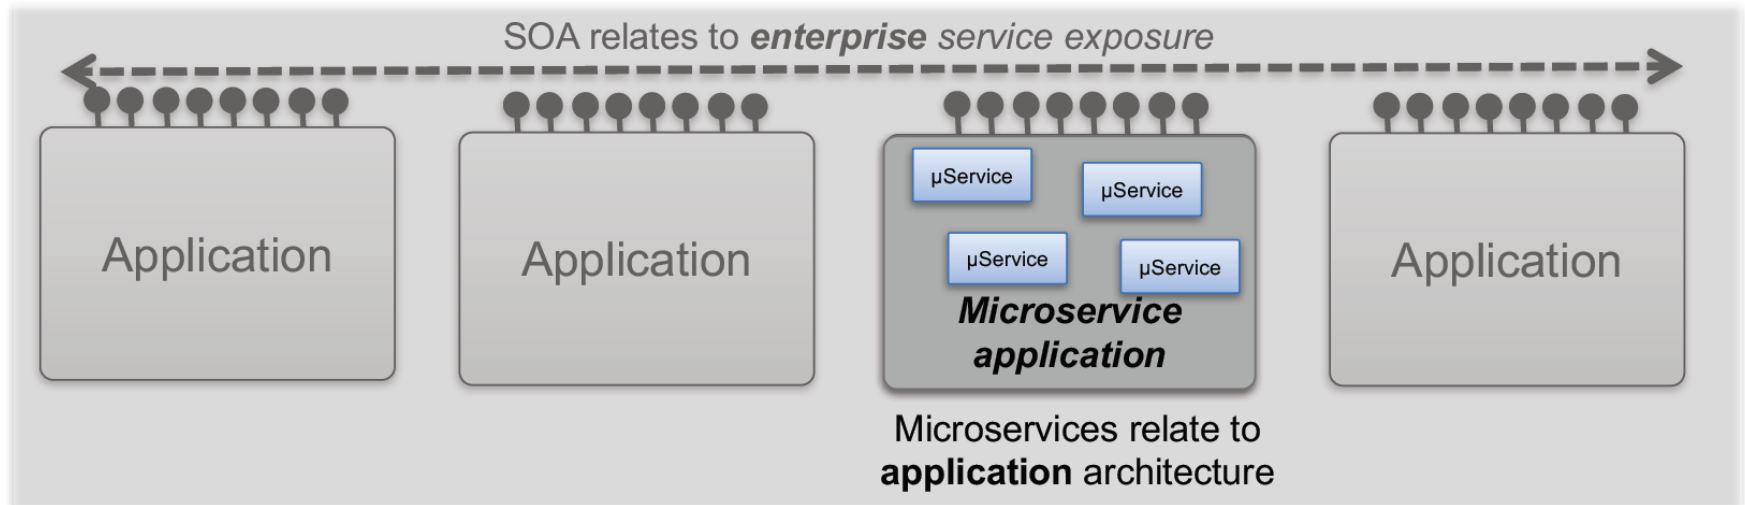 SOA relates to enterprise service exposure
Application
Application
µService
µService
µService
µService
Microservice
application
Application
Microservices relate to
application architecture